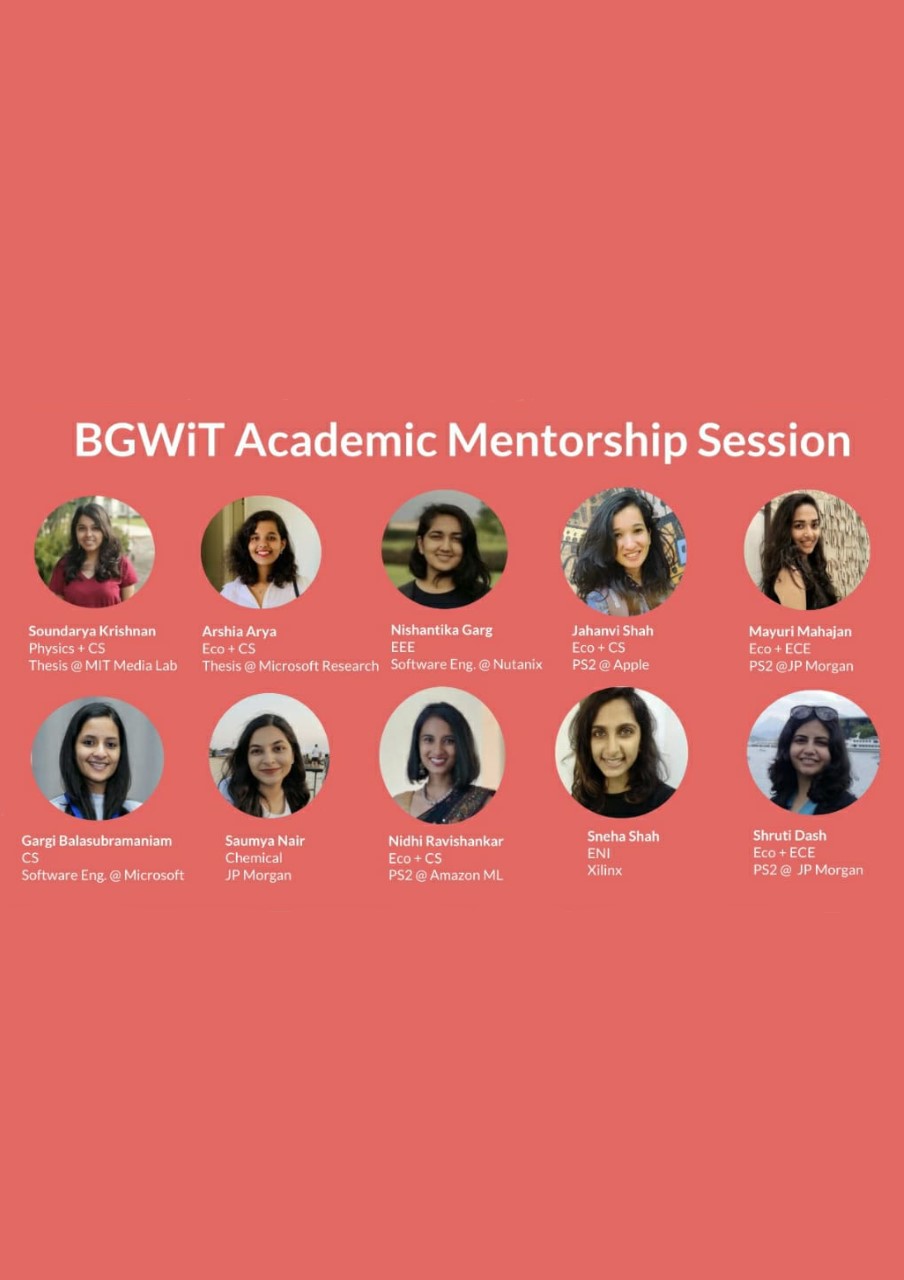 BGWiT Academic Mentorship Session
Soundarya Krishnan
Physics + CS
Thesis @ MIT Media Lab
Arshia Arya
Eco + CS
Thesis @ Microsoft Research
Nishantika Garg
EEE
Software Eng. @ Nutanix
Jahanvi Shah
Eco + CS
PS2 @ Apple
Mayuri Mahajan
Eco + ECE
PS2 @JP Morgan
Gargi Balasubramaniam
CS
Software Eng. @ Microsoft
Saumya Nair
Chemical
JP Morgan
Nidhi Ravishankar
Eco + CS
PS2 @ Amazon ML
Sneha Shah
ENI
Xilinx
Shruti Dash
Eco + ECE
PS2 @ JP Morgan